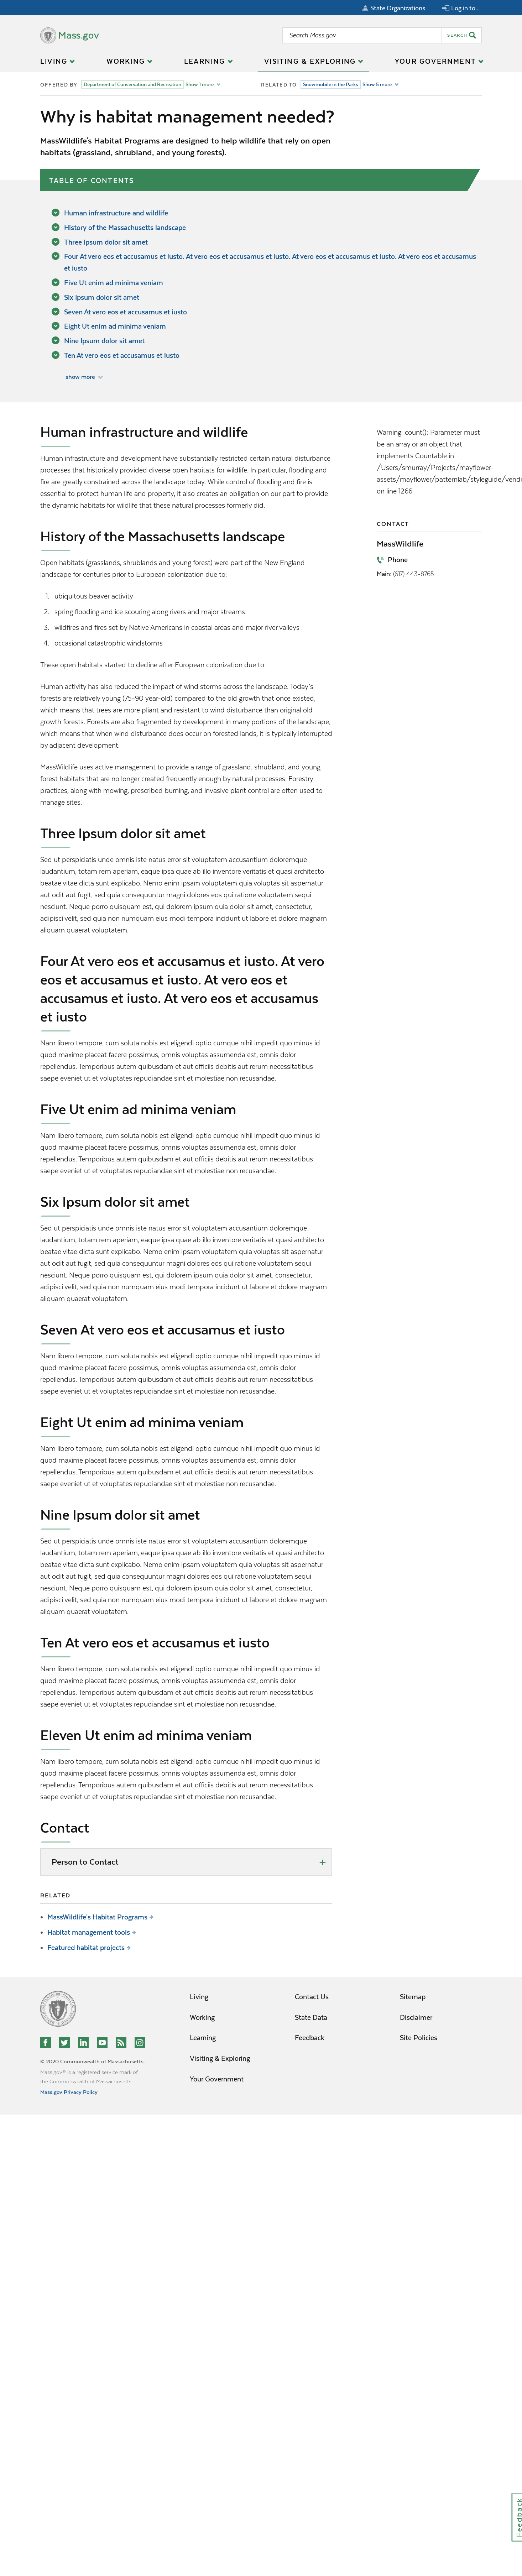 State Organizations
Log in to...
Mass.gov
Search Mass.gov
SEARCH
LIVING
WORKING
LEARNING
VISITING & EXPLORING
YOUR GOVERNMENT
OFFERED BY Department of Conservation and Recreation Show 1 more
RELATED TO Snowmobile in the Parks Show 5 more
Why is habitat management needed?
MassWildlife's Habitat Programs are designed to help wildlife that rely on open
habitats (grassland, shrubland, and young forests).
TABLE OF CONTENTS
Human infrastructure and wildlife
History of the Massachusetts landscape
Three Ipsum dolor sit amet
Four At vero eos et accusamus et iusto. At vero eos et accusamus et iusto. At vero eos et accusamus et iusto. At vero eos et accusamus
et iusto
Five Ut enim ad minima veniam
Six Ipsum dolor sit amet
Seven At vero eos et accusamus et iusto
Eight Ut enim ad minima veniam
Nine Ipsum dolor sit amet
Ten At vero eos et accusamus et iusto
show more
Human infrastructure and wildlife
Human infrastructure and development have substantially restricted certain natural disturbance
processes that historically provided these open habitats for wildlife. In particular, flooding and
fire are greatly constrained across the landscape today. While control of flooding and fire is
essential to protect human life and property, it also creates an obligation on our part to provide
the dynamic habitats for wildlife that these natural processes formerly did.
History of the Massachusetts landscape
Open habitats (grasslands, shrublands and young forest) were part of the New England
landscape for centuries prior to European colonization due to:
1. ubiquitous beaver activity
2. spring flooding and ice scouring along rivers and major streams
3. wildfires and fires set by Native Americans in coastal areas and major river valleys
4. occasional catastrophic windstorms
These open habitats started to decline after European colonization due to:
Human activity has also reduced the impact of wind storms across the landscape. Today's
forests are relatively young (75-90 year-old) compared to the old growth that once existed,
which means that trees are more pliant and resistant to wind disturbance than original old
growth forests. Forests are also fragmented by development in many portions of the landscape,
which means that when wind disturbance does occur on forested lands, it is typically interrupted
by adjacent development.
MassWildlife uses active management to provide a range of grassland, shrubland, and young
forest habitats that are no longer created frequently enough by natural processes. Forestry
practices, along with mowing, prescribed burning, and invasive plant control are often used to
manage sites.
Three Ipsum dolor sit amet
Sed ut perspiciatis unde omnis iste natus error sit voluptatem accusantium doloremque
laudantium, totam rem aperiam, eaque ipsa quae ab illo inventore veritatis et quasi architecto
beatae vitae dicta sunt explicabo. Nemo enim ipsam voluptatem quia voluptas sit aspernatur
aut odit aut fugit, sed quia consequuntur magni dolores eos qui ratione voluptatem sequi
nesciunt. Neque porro quisquam est, qui dolorem ipsum quia dolor sit amet, consectetur,
adipisci velit, sed quia non numquam eius modi tempora incidunt ut labore et dolore magnam
aliquam quaerat voluptatem.
Four At vero eos et accusamus et iusto. At vero
eos et accusamus et iusto. At vero eos et
accusamus et iusto. At vero eos et accusamus
et iusto
Nam libero tempore, cum soluta nobis est eligendi optio cumque nihil impedit quo minus id
quod maxime placeat facere possimus, omnis voluptas assumenda est, omnis dolor
repellendus. Temporibus autem quibusdam et aut officiis debitis aut rerum necessitatibus
saepe eveniet ut et voluptates repudiandae sint et molestiae non recusandae.
Five Ut enim ad minima veniam
Nam libero tempore, cum soluta nobis est eligendi optio cumque nihil impedit quo minus id
quod maxime placeat facere possimus, omnis voluptas assumenda est, omnis dolor
repellendus. Temporibus autem quibusdam et aut officiis debitis aut rerum necessitatibus
saepe eveniet ut et voluptates repudiandae sint et molestiae non recusandae.
Six Ipsum dolor sit amet
Sed ut perspiciatis unde omnis iste natus error sit voluptatem accusantium doloremque
laudantium, totam rem aperiam, eaque ipsa quae ab illo inventore veritatis et quasi architecto
beatae vitae dicta sunt explicabo. Nemo enim ipsam voluptatem quia voluptas sit aspernatur
aut odit aut fugit, sed quia consequuntur magni dolores eos qui ratione voluptatem sequi
nesciunt. Neque porro quisquam est, qui dolorem ipsum quia dolor sit amet, consectetur,
adipisci velit, sed quia non numquam eius modi tempora incidunt ut labore et dolore magnam
aliquam quaerat voluptatem.
Seven At vero eos et accusamus et iusto
Nam libero tempore, cum soluta nobis est eligendi optio cumque nihil impedit quo minus id
quod maxime placeat facere possimus, omnis voluptas assumenda est, omnis dolor
repellendus. Temporibus autem quibusdam et aut officiis debitis aut rerum necessitatibus
saepe eveniet ut et voluptates repudiandae sint et molestiae non recusandae.
Eight Ut enim ad minima veniam
Nam libero tempore, cum soluta nobis est eligendi optio cumque nihil impedit quo minus id
quod maxime placeat facere possimus, omnis voluptas assumenda est, omnis dolor
repellendus. Temporibus autem quibusdam et aut officiis debitis aut rerum necessitatibus
saepe eveniet ut et voluptates repudiandae sint et molestiae non recusandae.
Nine Ipsum dolor sit amet
Sed ut perspiciatis unde omnis iste natus error sit voluptatem accusantium doloremque
laudantium, totam rem aperiam, eaque ipsa quae ab illo inventore veritatis et quasi architecto
beatae vitae dicta sunt explicabo. Nemo enim ipsam voluptatem quia voluptas sit aspernatur
aut odit aut fugit, sed quia consequuntur magni dolores eos qui ratione voluptatem sequi
nesciunt. Neque porro quisquam est, qui dolorem ipsum quia dolor sit amet, consectetur,
adipisci velit, sed quia non numquam eius modi tempora incidunt ut labore et dolore magnam
aliquam quaerat voluptatem.
Ten At vero eos et accusamus et iusto
Nam libero tempore, cum soluta nobis est eligendi optio cumque nihil impedit quo minus id
quod maxime placeat facere possimus, omnis voluptas assumenda est, omnis dolor
repellendus. Temporibus autem quibusdam et aut officiis debitis aut rerum necessitatibus
saepe eveniet ut et voluptates repudiandae sint et molestiae non recusandae.
Eleven Ut enim ad minima veniam
Nam libero tempore, cum soluta nobis est eligendi optio cumque nihil impedit quo minus id
quod maxime placeat facere possimus, omnis voluptas assumenda est, omnis dolor
repellendus. Temporibus autem quibusdam et aut officiis debitis aut rerum necessitatibus
saepe eveniet ut et voluptates repudiandae sint et molestiae non recusandae.
Contact
Person to Contact
RELATED
MassWildlife's Habitat Programs
Habitat management tools
Featured habitat projects
Warning: count(): Parameter must
be an array or an object that
implements Countable in
/Users/smurray/Projects/mayflower-
assets/mayflower/patternlab/styleguide/vend
on line 1266
CONTACT
MassWildlife
Phone
Main: (617) 443-8765
© 2020 Commonwealth of Massachusetts.
Mass.gov® is a registered service mark of
the Commonwealth of Massachusetts.
Mass.gov Privacy Policy
Living
Working
Learning
Visiting & Exploring
Your Government
Contact Us
State Data
Feedback
Sitemap
Disclaimer
Site Policies
Feedback